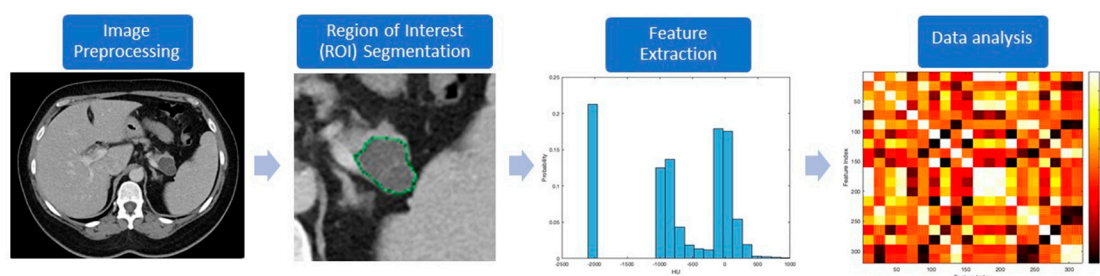 Image
Preprocessing
Region of Interest
(ROI) Segmentation
Feature
Extraction
Data analysis
0.25
0.2
0.15
0.1
0.05
0
Probability
-2500
-2000
-1500
-1000
-500
0
500
1000
HU
Feature Index
50
100
150
200
250
300
50
100
150
200
250
300